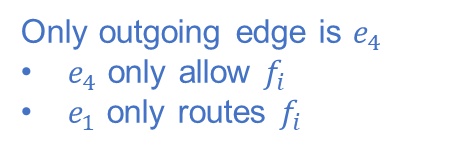 Only outgoing edge is e₄
• e₄ only allow fᵢ
• e₁ only routes fᵢ